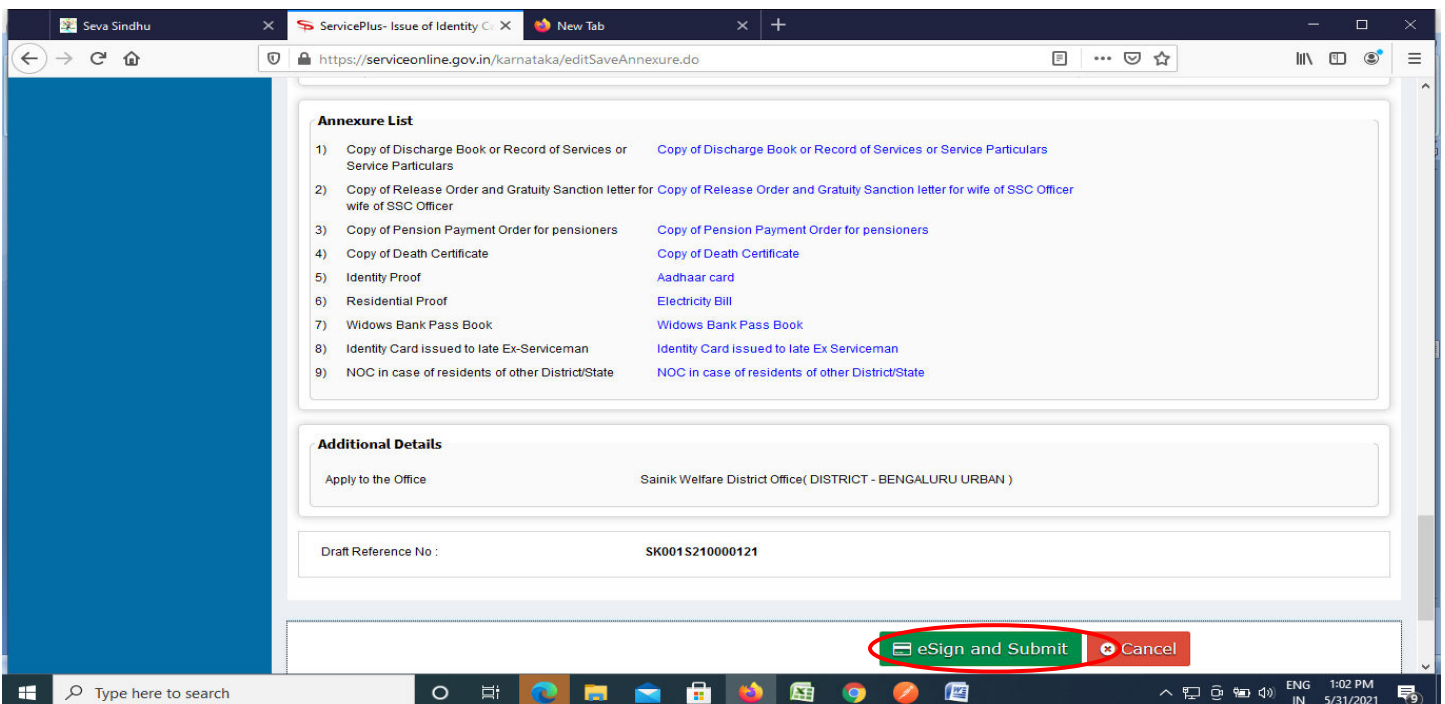 Seva Sindhu
ServicePlus- Issue of Identity Ca
New Tab
https://serviceonline.gov.in/karnataka/editSaveAnnexure.do
Annexure List
1) Copy of Discharge Book or Record of Services or Service Particulars Copy of Discharge Book or Record of Services or Service Particulars
2) Copy of Release Order and Gratuity Sanction letter for wife of SSC Officer Copy of Release Order and Gratuity Sanction letter for wife of SSC Officer
3) Copy of Pension Payment Order for pensioners Copy of Pension Payment Order for pensioners
4) Copy of Death Certificate Copy of Death Certificate
5) Identity Proof Aadhaar card
6) Residential Proof Electricity Bill
7) Widows Bank Pass Book Widows Bank Pass Book
8) Identity Card issued to late Ex-Serviceman Identity Card issued to late Ex Serviceman
9) NOC in case of residents of other District/State NOC in case of residents of other District/State
Additional Details
Apply to the Office Sainik Welfare District Office( DISTRICT - BENGALURU URBAN )
Draft Reference No : SK001S210000121
eSign and Submit Cancel
Type here to search
ENG 1:02 PM
IN 5/31/2021
9